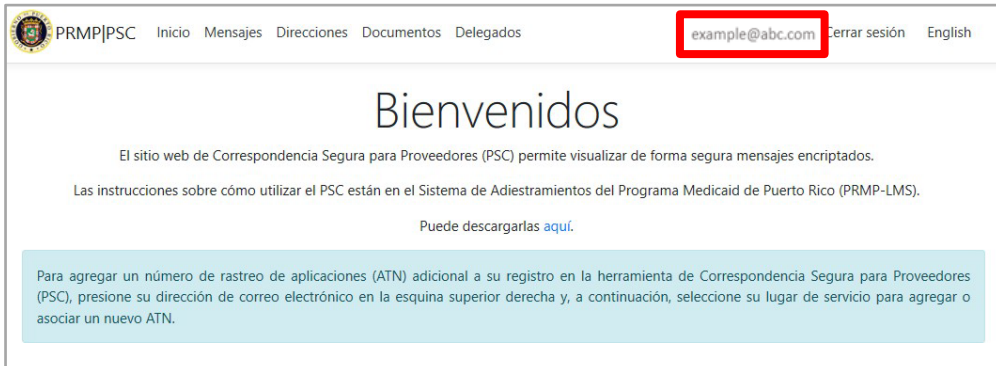 PRMP|PSC Inicio Mensajes Direcciones Documentos Delegados example@abc.com Cerrar sesión English
Bienvenidos
El sitio web de Correspondencia Segura para Proveedores (PSC) permite visualizar de forma segura mensajes encriptados.
Las instrucciones sobre cómo utilizar el PSC están en el Sistema de Adiestramientos del Programa Medicaid de Puerto Rico (PRMP-LMS).
Puede descargarlas aquí.
Para agregar un número de rastreo de aplicaciones (ATN) adicional a su registro en la herramienta de Correspondencia Segura para Proveedores
(PSC), presione su dirección de correo electrónico en la esquina superior derecha y, a continuación, seleccione su lugar de servicio para agregar o
asociar un nuevo ATN.